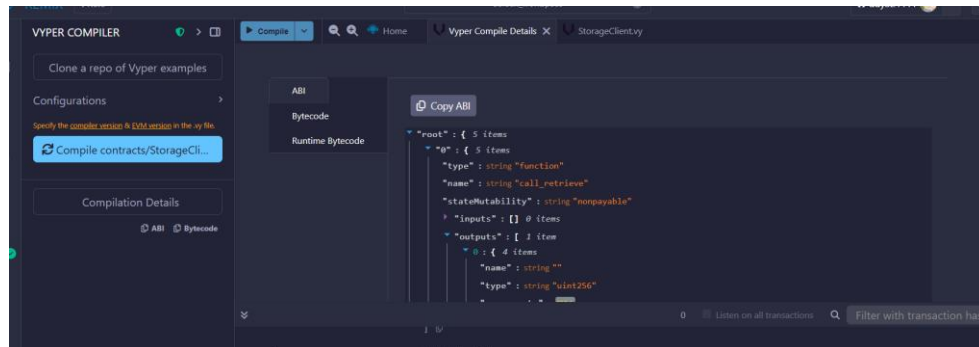 VYPER COMPILER
Compile
Home
Vyper Compile Details
StorageClient.vy
Clone a repo of Vyper examples
Configurations
Specify the compiler version & EVM version in the .vy file.
Compile contracts/StorageCli...
Compilation Details
ABI
Bytecode
ABI
Bytecode
Runtime Bytecode
Copy ABI
"root" : { 5 items
"0" : { 5 items
"type" : string "function"
"name" : string "call_retrieve"
"stateMutability" : string "nonpayable"
"inputs" : [] 0 items
"outputs" : [ 1 item
0 : { 4 items
"name" : string ""
"type" : string "uint256"
0
Listen on all transactions
Filter with transaction has